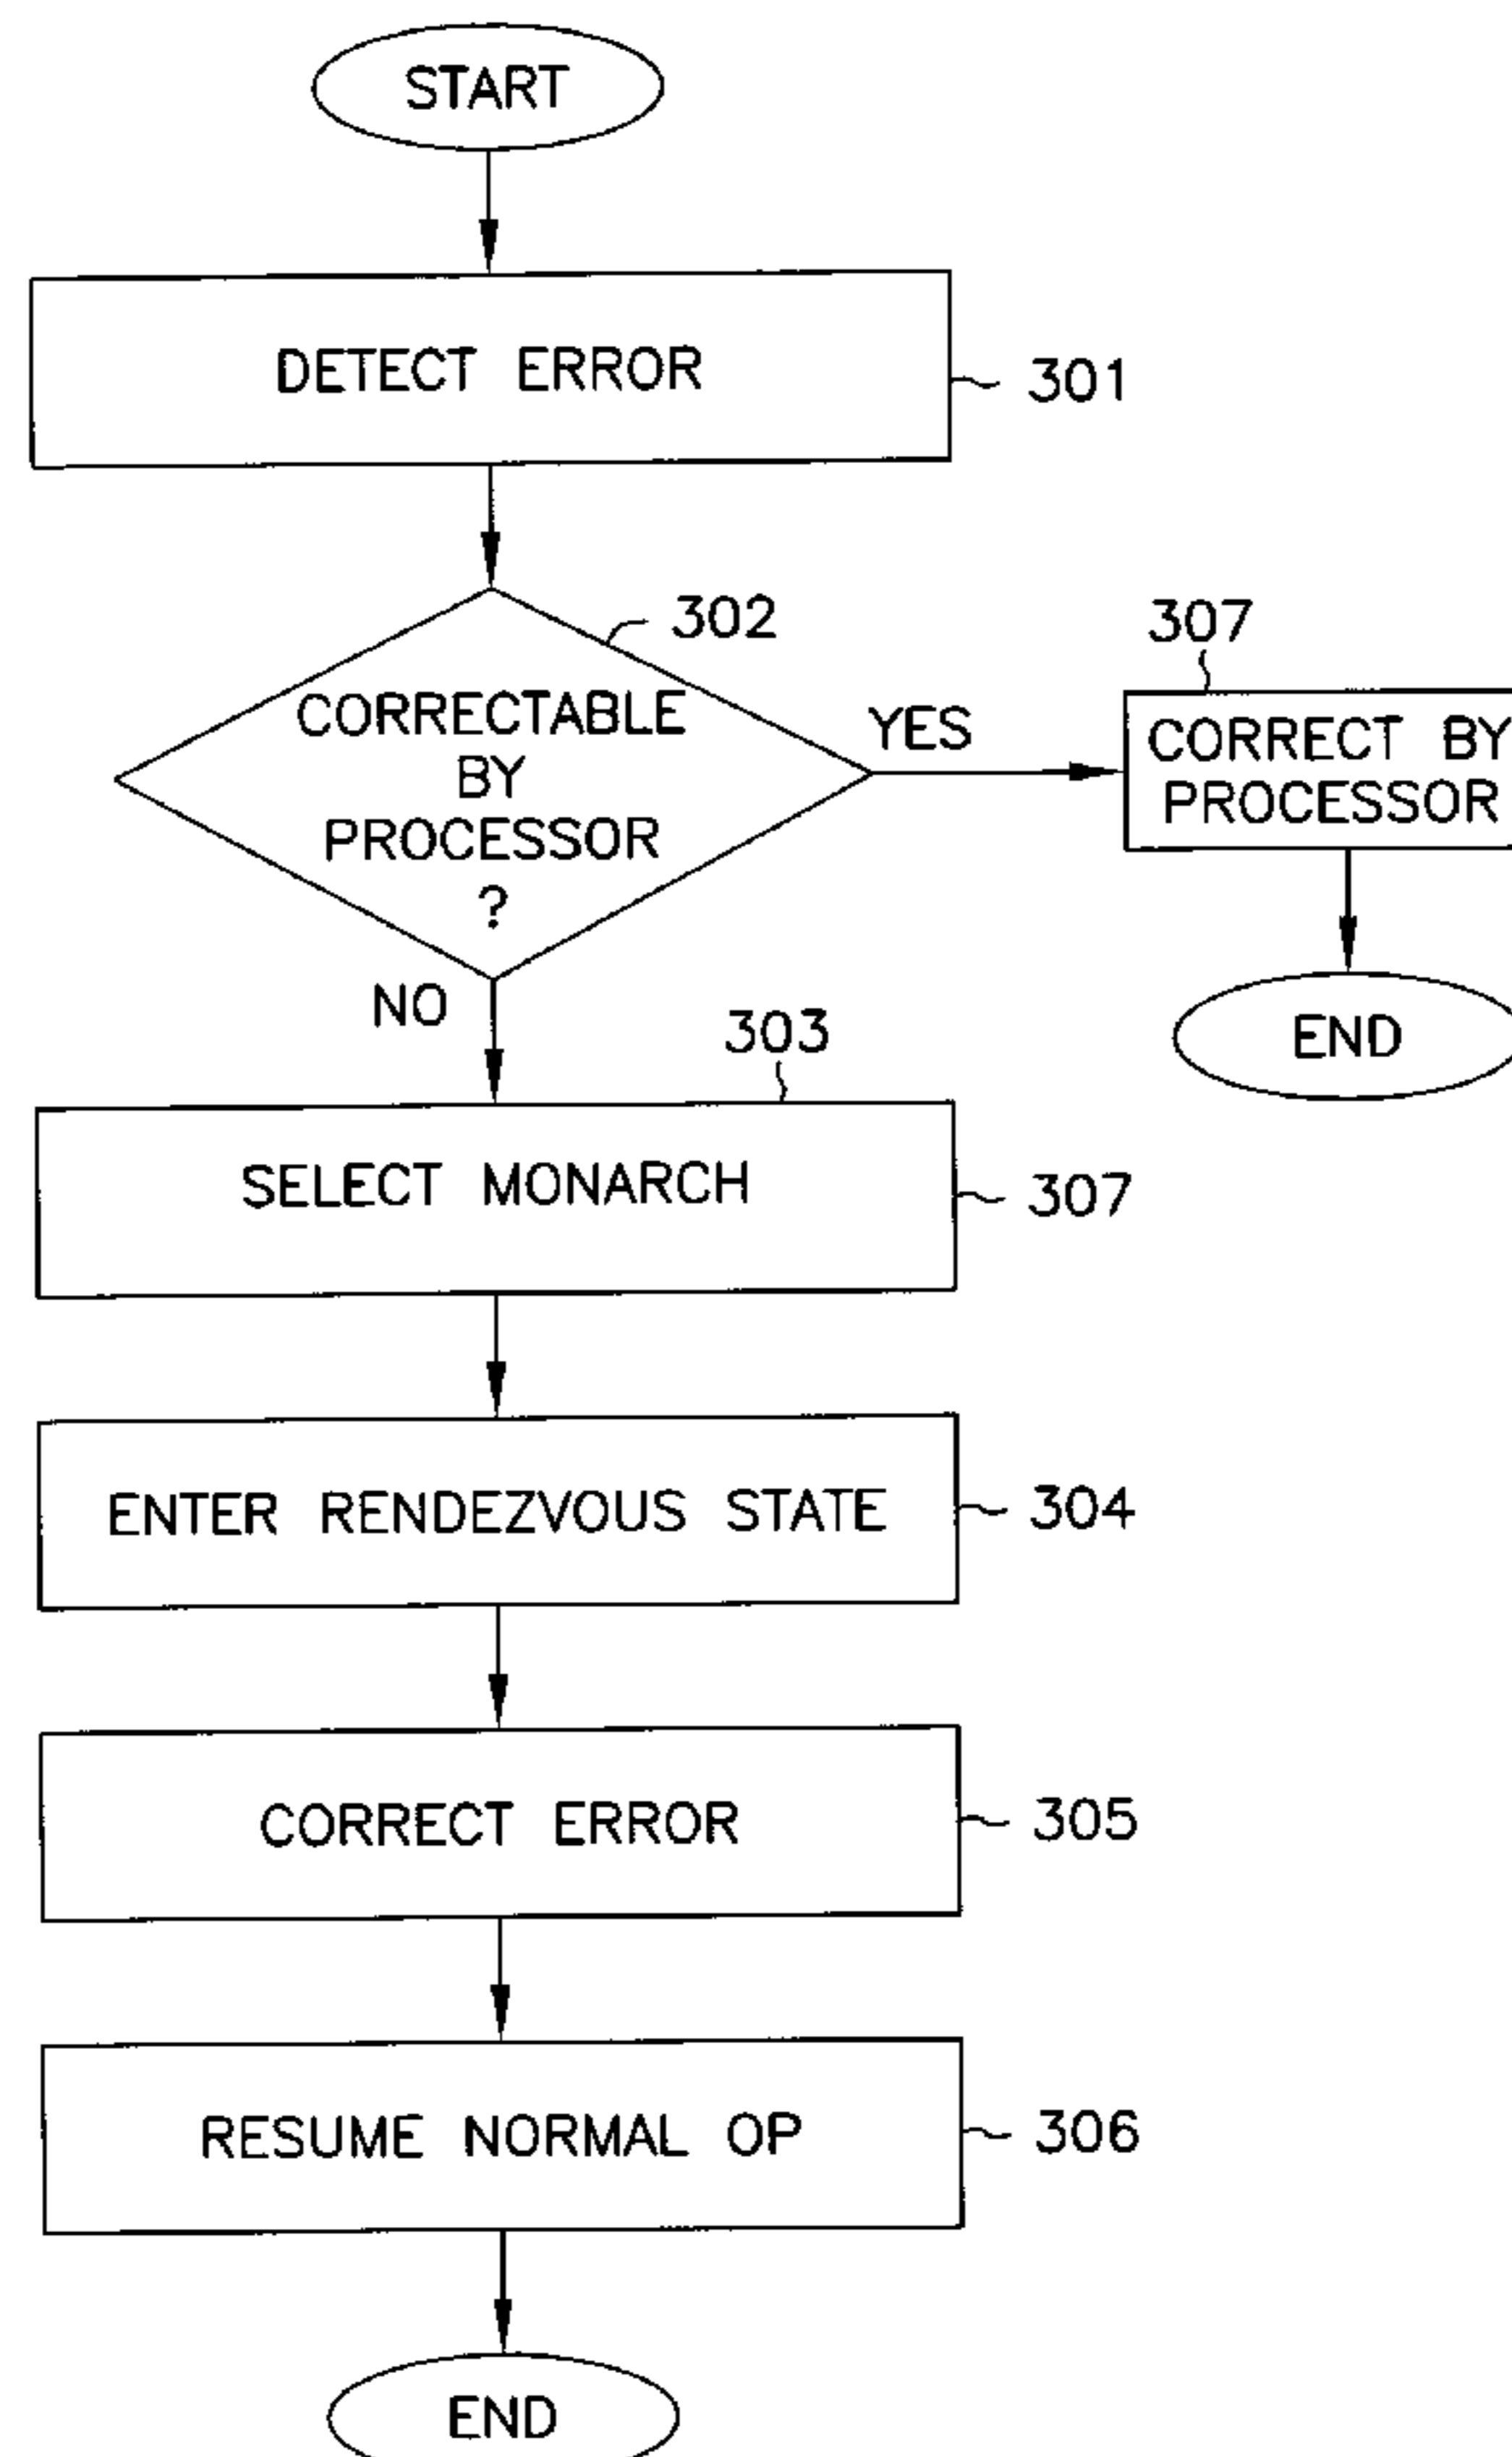 START
DETECT ERROR
301
302
CORRECTABLE
BY
PROCESSOR
?
YES
307
CORRECT BY
PROCESSOR
END
NO
303
SELECT MONARCH
307
ENTER RENDEZVOUS STATE
304
CORRECT ERROR
305
RESUME NORMAL OP
306
END